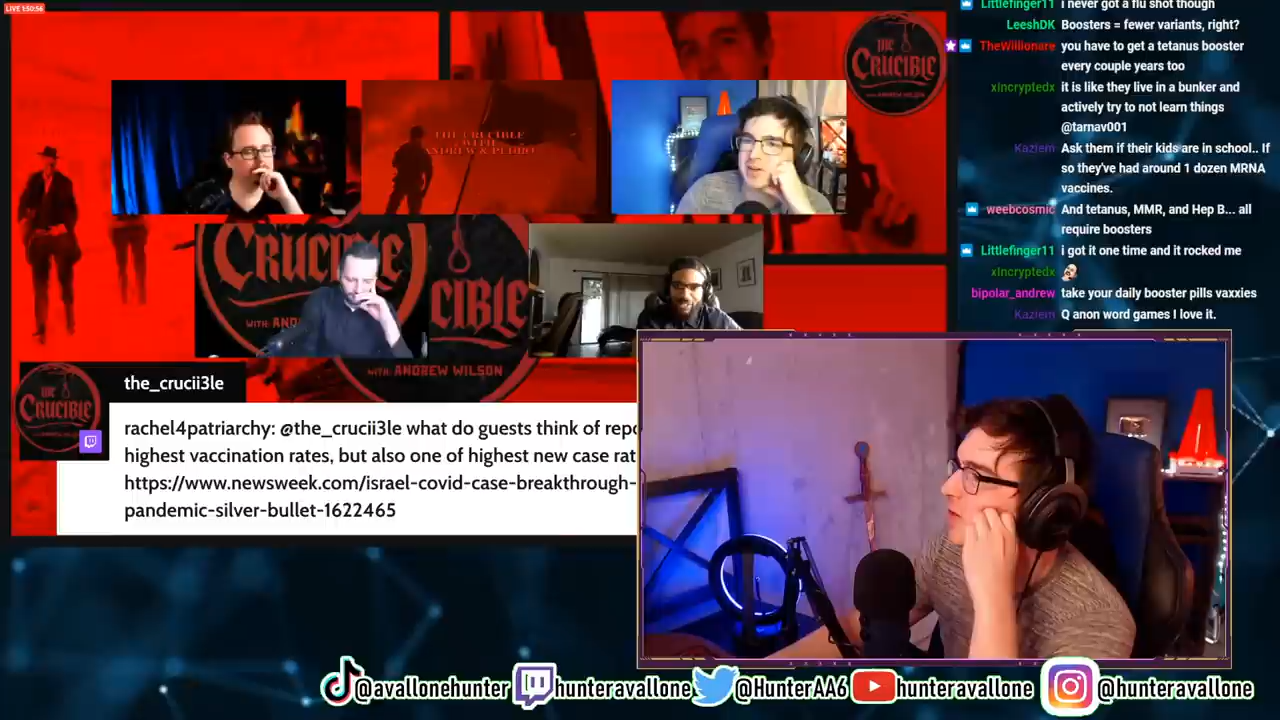 LIVE 1:50:56
THE
CRUCIBLE
WITH ANDREW WILSON
THE CRUCIBLE
WITH
ANDREW & PEDRO
CRUCIBLE
WITH: AND
CIBLE
WITH ANDREW WILSON
THE
CRUCIBLE
the_crucii3le
rachel4patriarchy: @the_crucii3le what do guests think of repo
highest vaccination rates, but also one of highest new case rat
https://www.newsweek.com/israel-covid-case-breakthrough-
pandemic-silver-bullet-1622465
Littlefinger11 i never got a flu shot though
LeeshDK Boosters = fewer variants, right?
TheWillionare you have to get a tetanus booster
every couple years too
xIncryptedx it is like they live in a bunker and
actively try to not learn things
@tarnav001
Kaziem Ask them if their kids are in school.. If
so they've had around 1 dozen MRNA
vaccines.
weebcosmic And tetanus, MMR, and Hep B... all
require boosters
Littlefinger11 i got it one time and it rocked me
xIncryptedx
bipolar_andrew take your daily booster pills vaxxies
Kaziem Q anon word games I love it.
@avallonehunter hunteravallone @HunterAA6 hunteravallone @hunteravallone